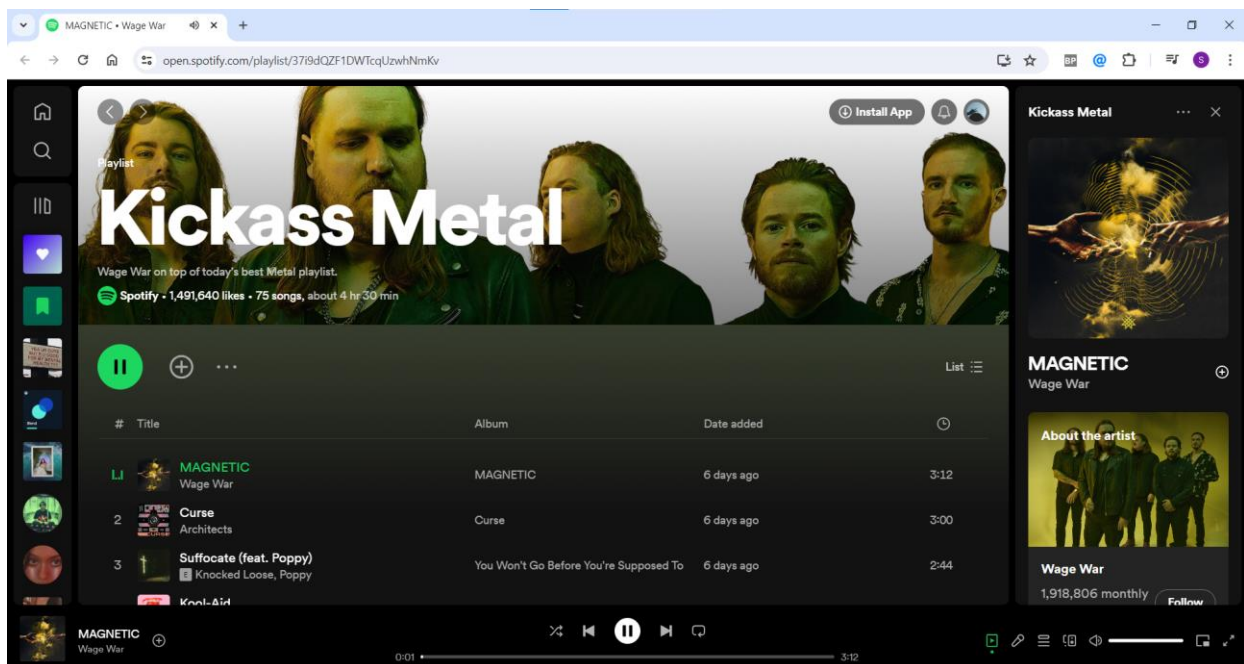 MAGNETIC • Wage War
open.spotify.com/playlist/37i9dQZF1DWTcqUzwhNmKv
BP
@
S
Install App
Playlist
Kickass Metal
Wage War on top of today's best Metal playlist.
Spotify • 1,491,640 likes • 75 songs, about 4 hr 30 min
List
# Title Album Date added
MAGNETIC MAGNETIC 6 days ago 3:12
Wage War
2 Curse Curse 6 days ago 3:00
Architects
3 Suffocate (feat. Poppy) You Won't Go Before You're Supposed To 6 days ago 2:44
E Knocked Loose, Poppy
Kool-Aid
Kickass Metal
MAGNETIC
Wage War
About the artist
Wage War
1,918,806 monthly
Follow
MAGNETIC
Wage War
0:01 3:12